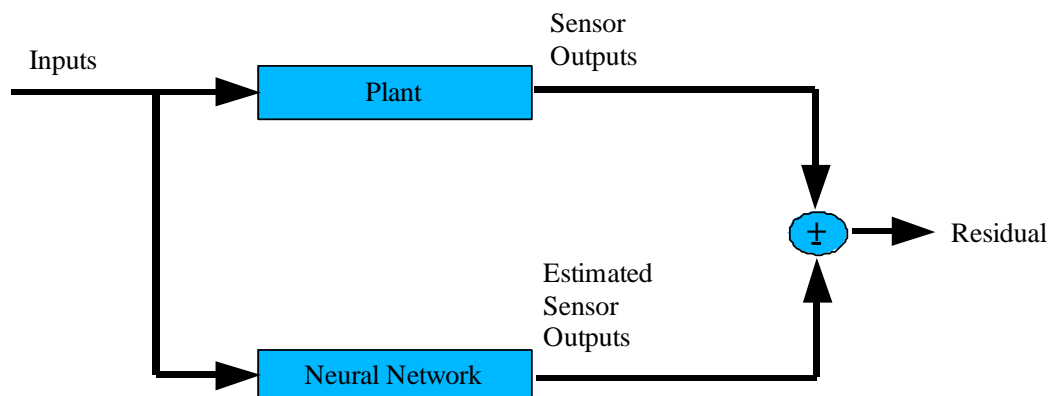 Sensor
Outputs
Inputs
Plant
±
Residual
Estimated
Sensor
Outputs
Neural Network